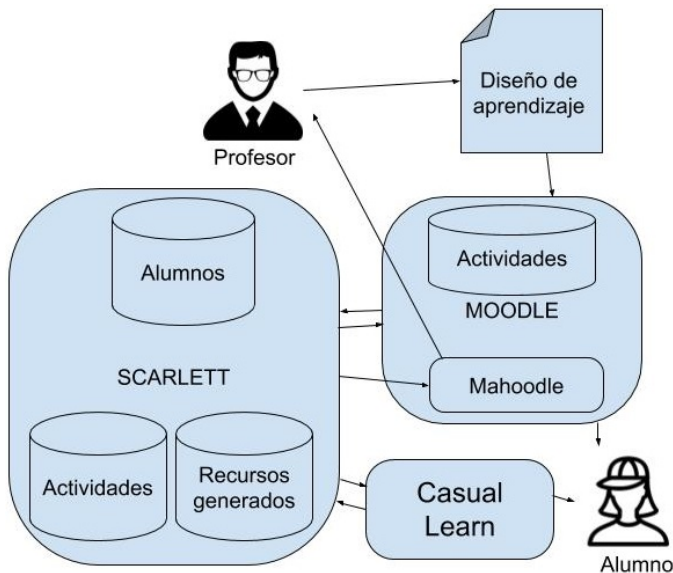 Diseño de
aprendizaje
Profesor
Alumnos
Actividades
MOODLE
SCARLETT
Mahoodle
Actividades
Recursos
generados
Casual
Learn
Alumno